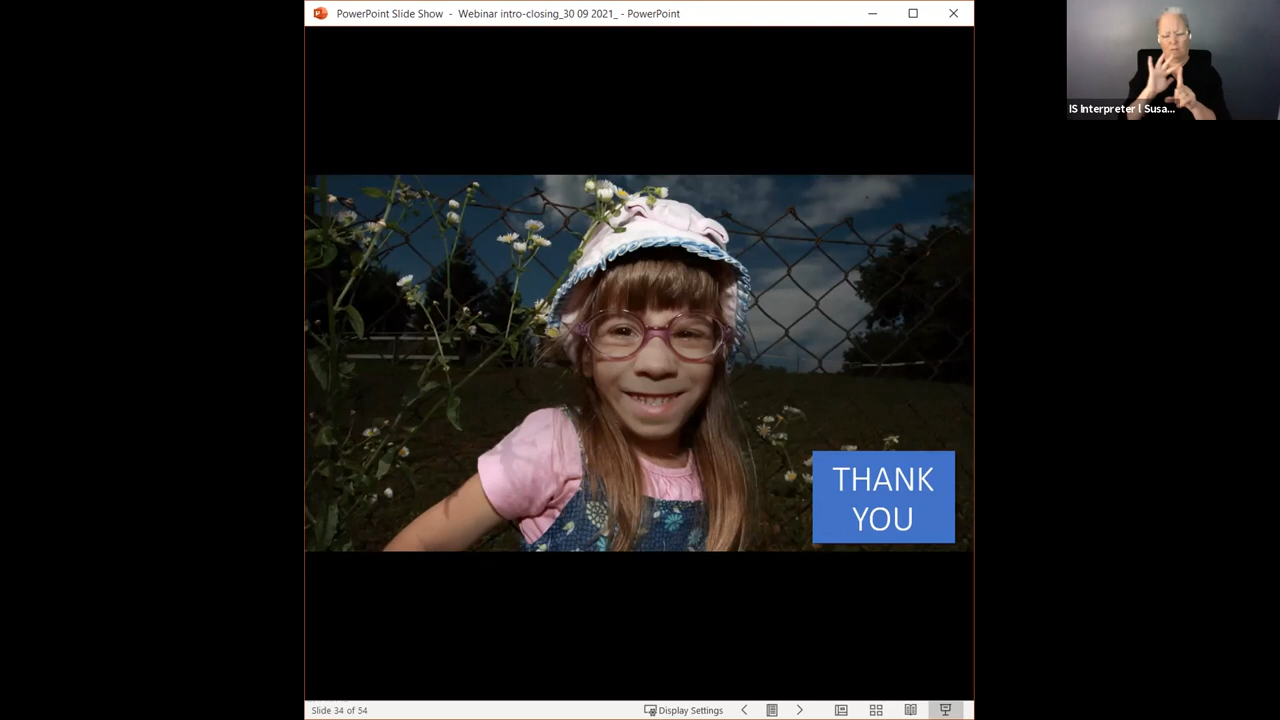 PowerPoint Slide Show - Webinar intro-closing_30 09 2021_ - PowerPoint
IS Interpreter l Susa...
THANK
YOU
Slide 34 of 54
Display Settings